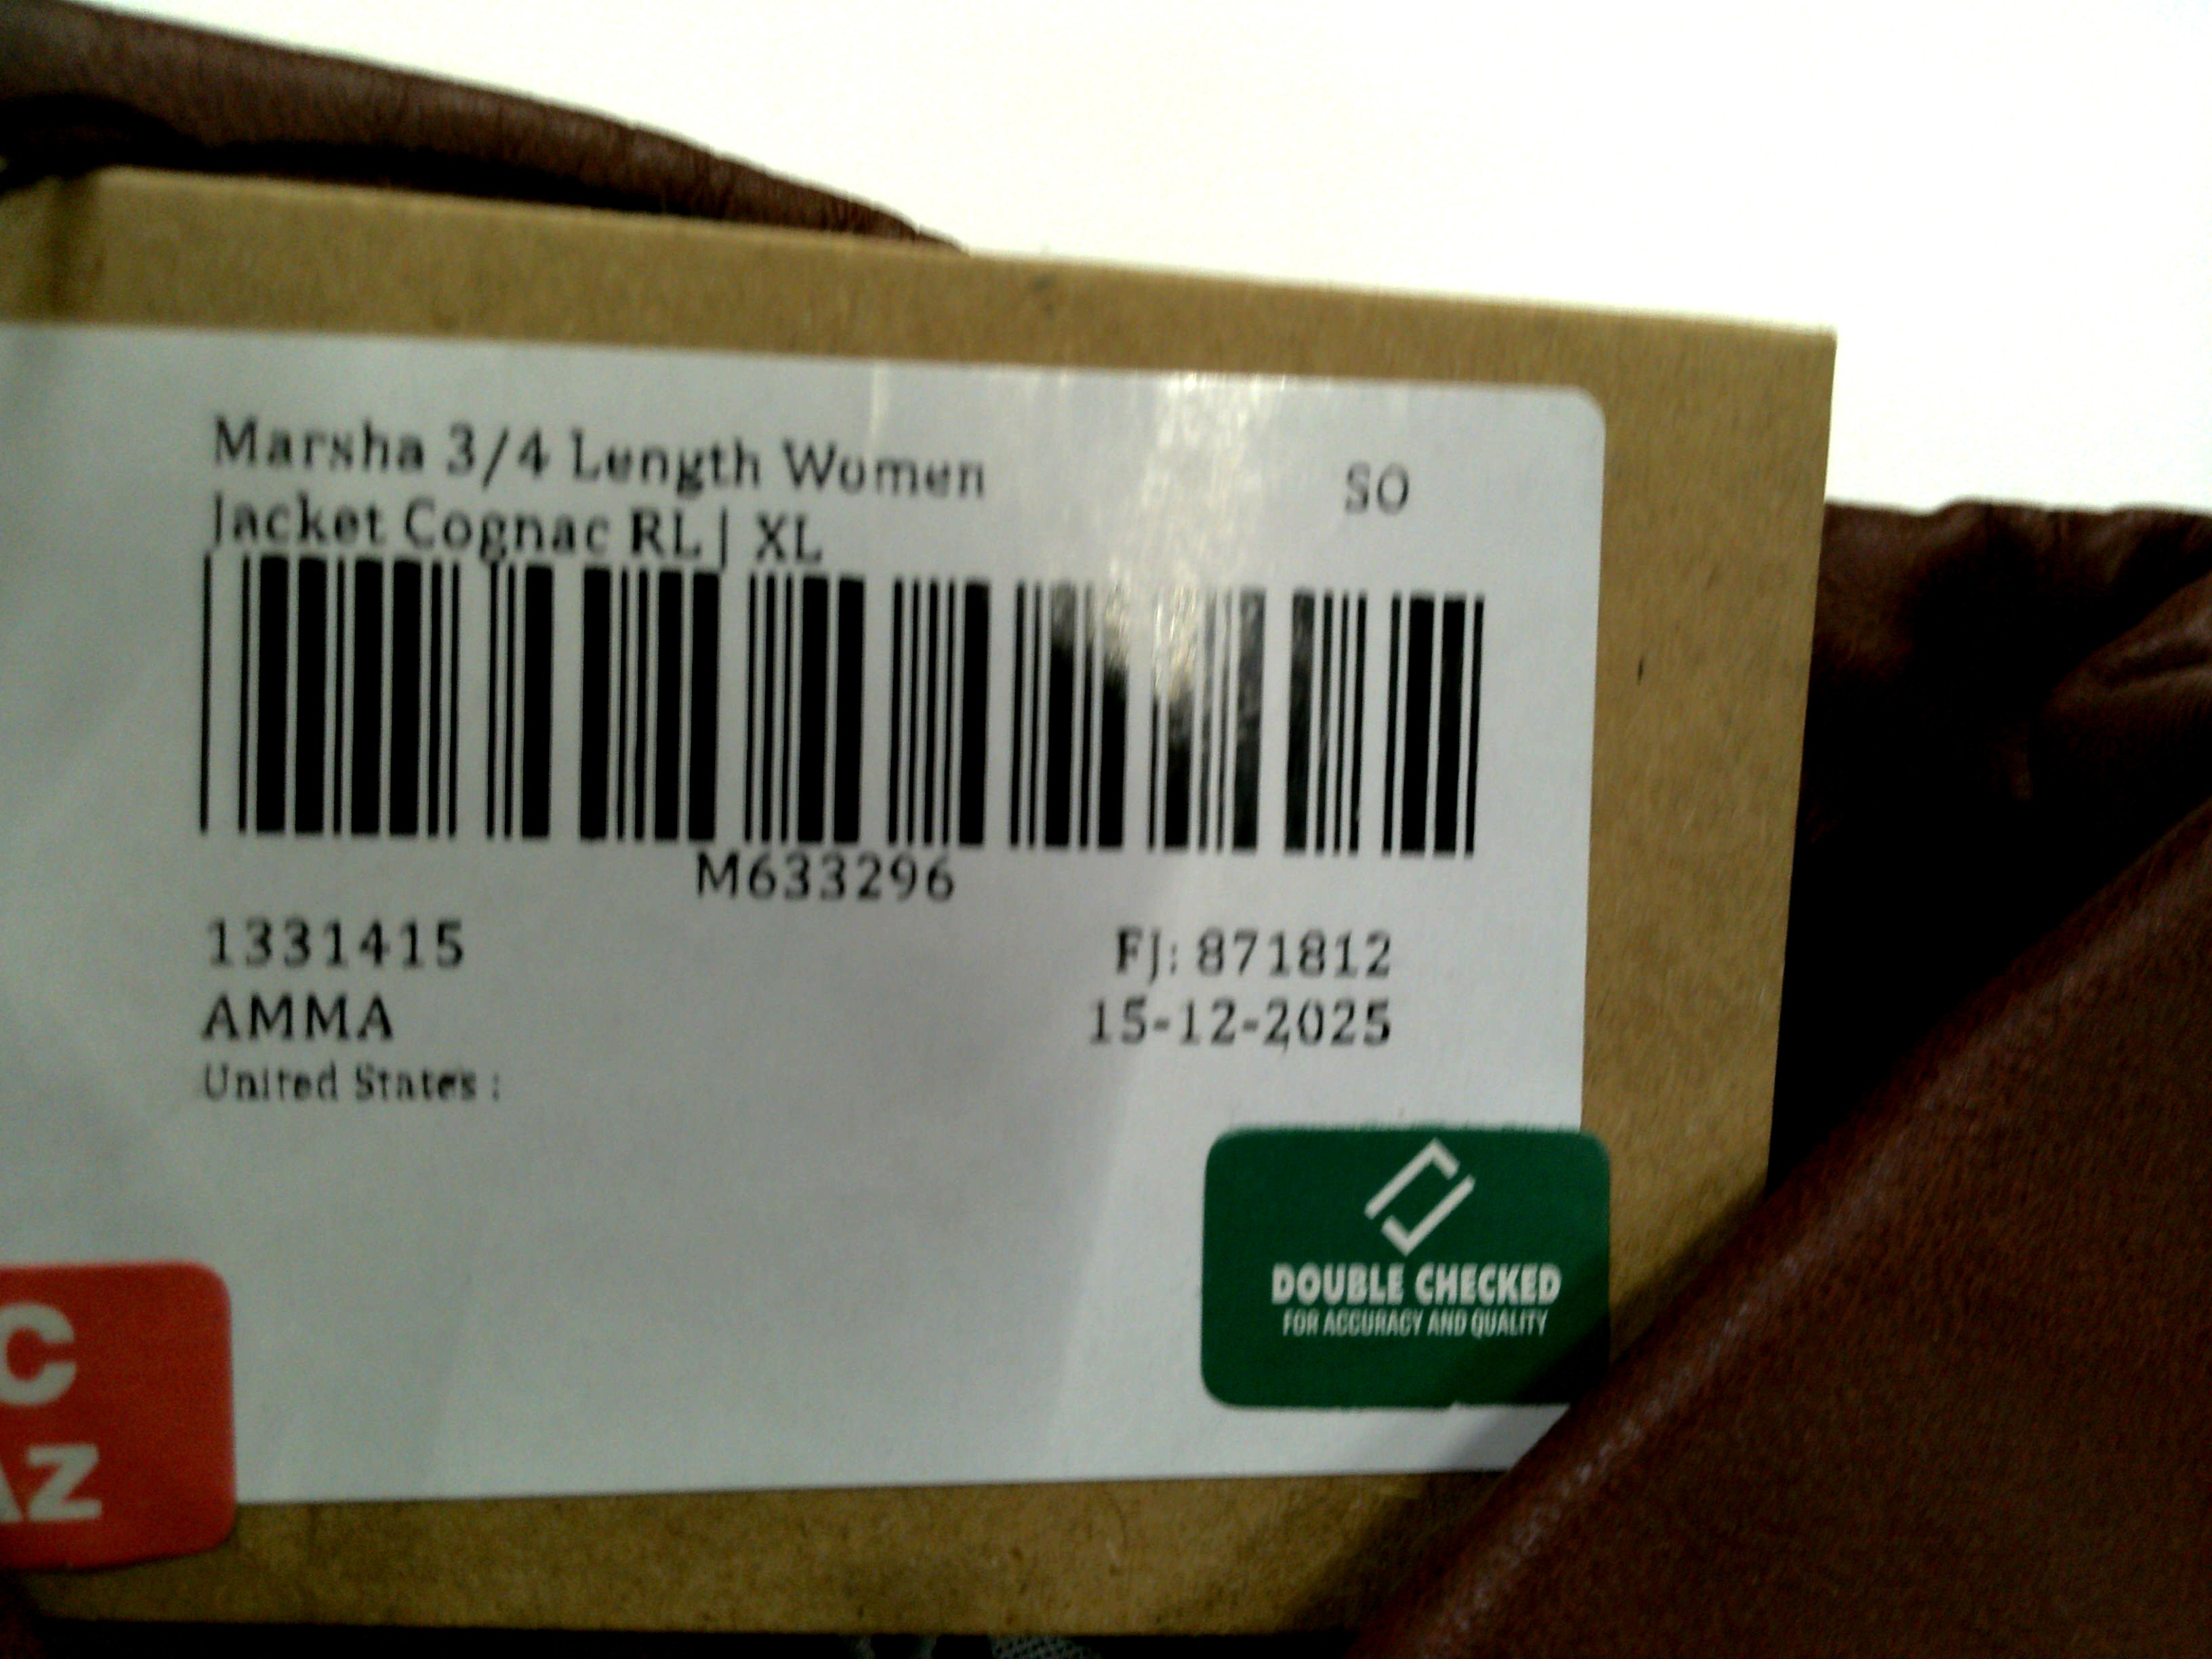 Marsha 3/4 Length Women
SO
Jacket Cognac RL | XL
M633296
1331415
FJ: 871812
AMMA
15-12-2025
United States :
DOUBLE CHECKED
FOR ACCURACY AND QUALITY
C
AZ